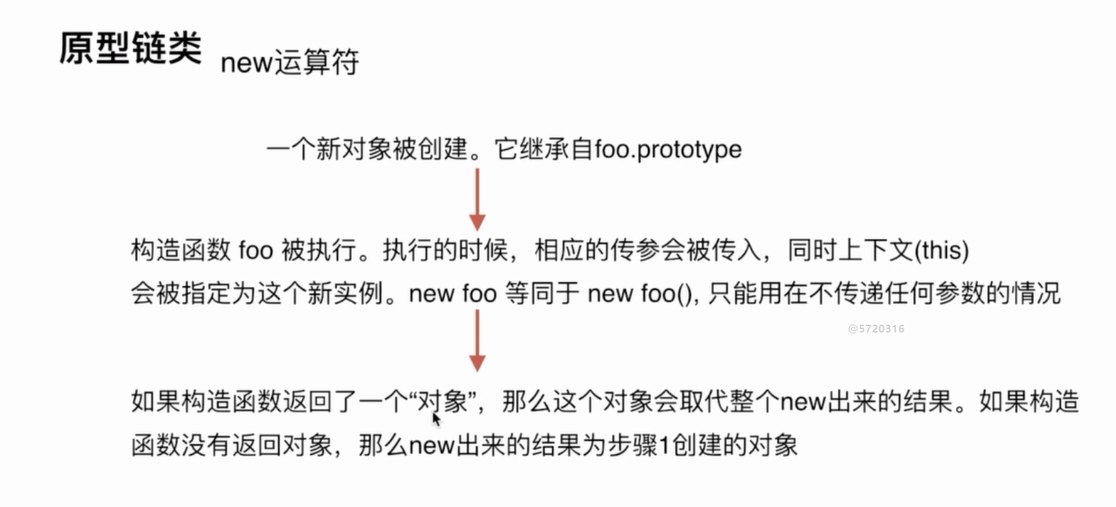 原型链类 new运算符
一个新对象被创建。它继承自foo.prototype
构造函数 foo 被执行。执行的时候，相应的传参会被传入，同时上下文(this)
会被指定为这个新实例。new foo 等同于 new foo(), 只能用在不传递任何参数的情况
@5720316
如果构造函数返回了一个“对象”，那么这个对象会取代整个new出来的结果。如果构造
函数没有返回对象，那么new出来的结果为步骤1创建的对象